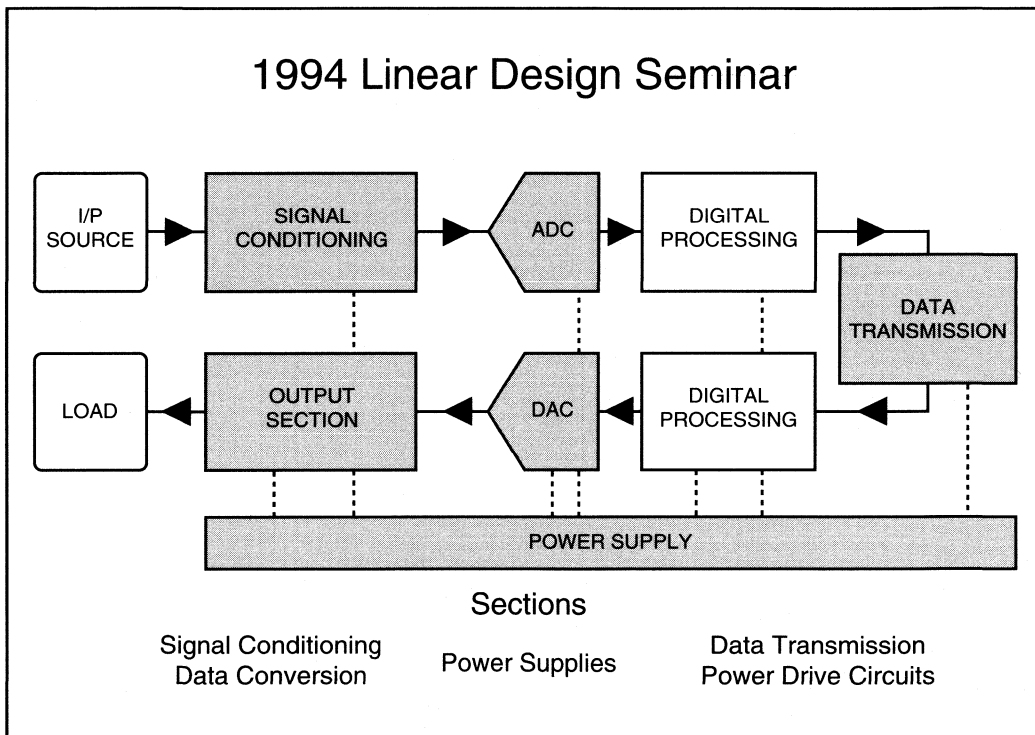 1994 Linear Design Seminar
I/P
SOURCE
SIGNAL
CONDITIONING
ADC
DIGITAL
PROCESSING
DATA
TRANSMISSION
LOAD
OUTPUT
SECTION
DAC
DIGITAL
PROCESSING
POWER SUPPLY
Sections
Signal Conditioning
Data Conversion
Power Supplies
Data Transmission
Power Drive Circuits